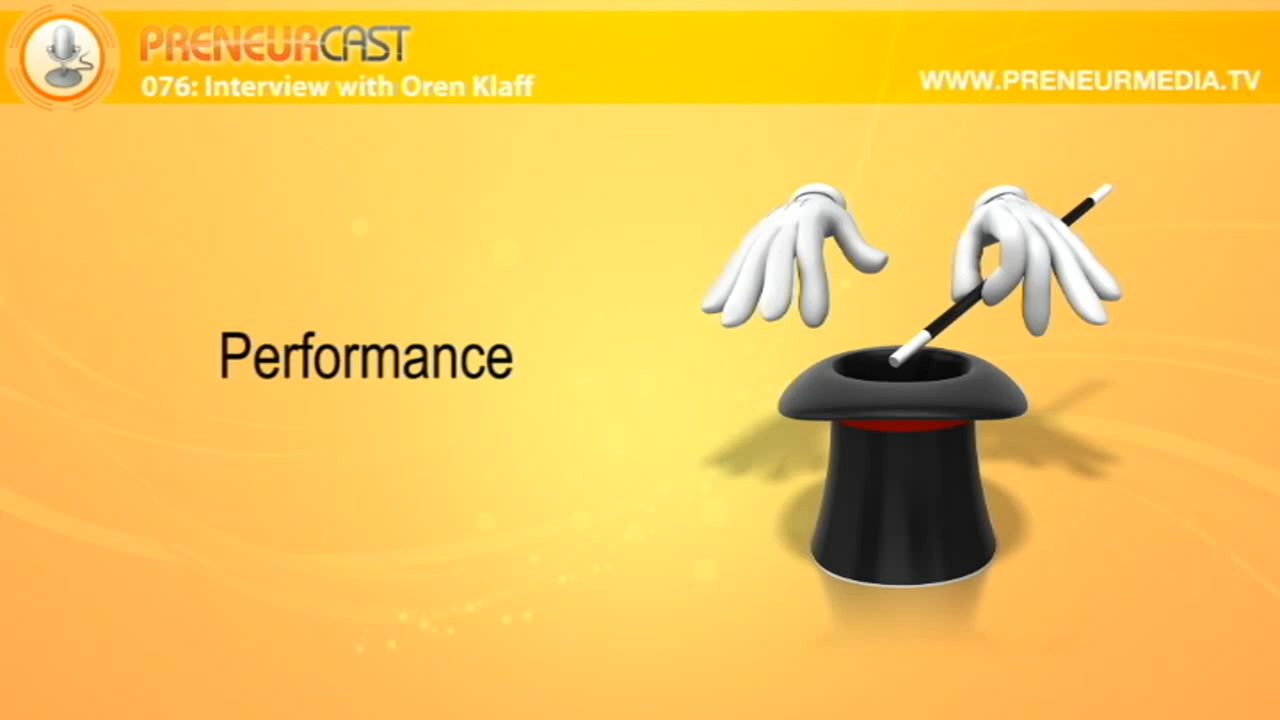 PRENEURCAST
076: Interview with Oren Klaff
WWW.PRENEURMEDIA.TV
Performance